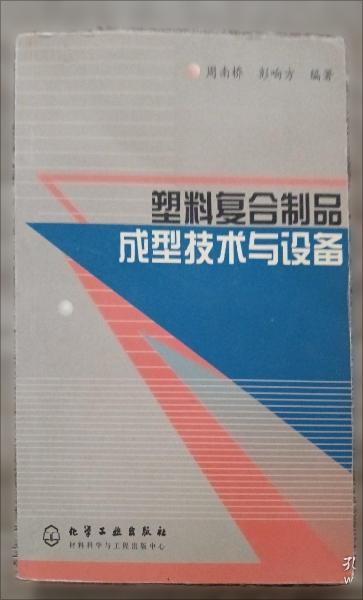 周南桥 彭响方 编著
塑料复合制品
成型技术与设备
化学工业出版社
材料科学与工程出版中心
孔
w